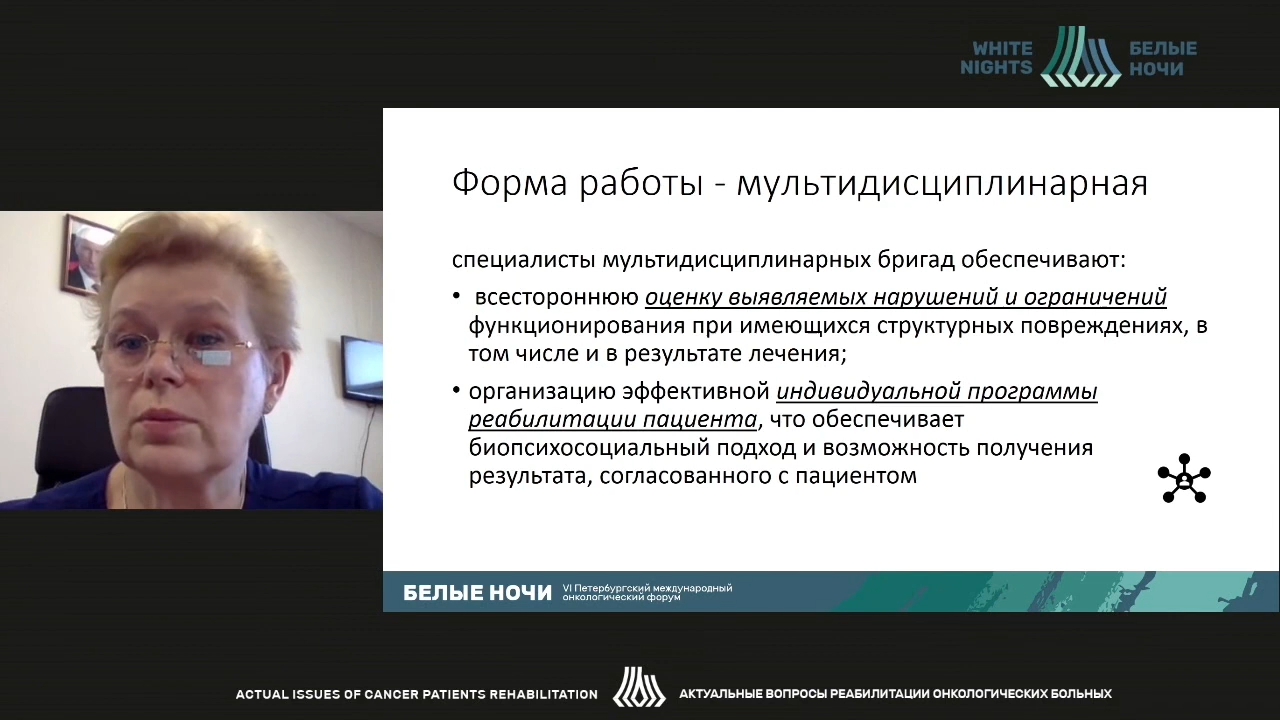 WHITE
NIGHTS
БЕЛЫЕ
НОЧИ
Форма работы - мультидисциплинарная
специалисты мультидисциплинарных бригад обеспечивают:
• всестороннюю оценку выявляемых нарушений и ограничений
функционирования при имеющихся структурных повреждениях, в
том числе и в результате лечения;
• организацию эффективной индивидуальной программы
реабилитации пациента, что обеспечивает
биопсихосоциальный подход и возможность получения
результата, согласованного с пациентом
БЕЛЫЕ НОЧИ
VI Петербургский международный
онкологический форум
ACTUAL ISSUES OF CANCER PATIENTS REHABILITATION
АКТУАЛЬНЫЕ ВОПРОСЫ РЕАБИЛИТАЦИИ ОНКОЛОГИЧЕСКИХ БОЛЬНЫХ